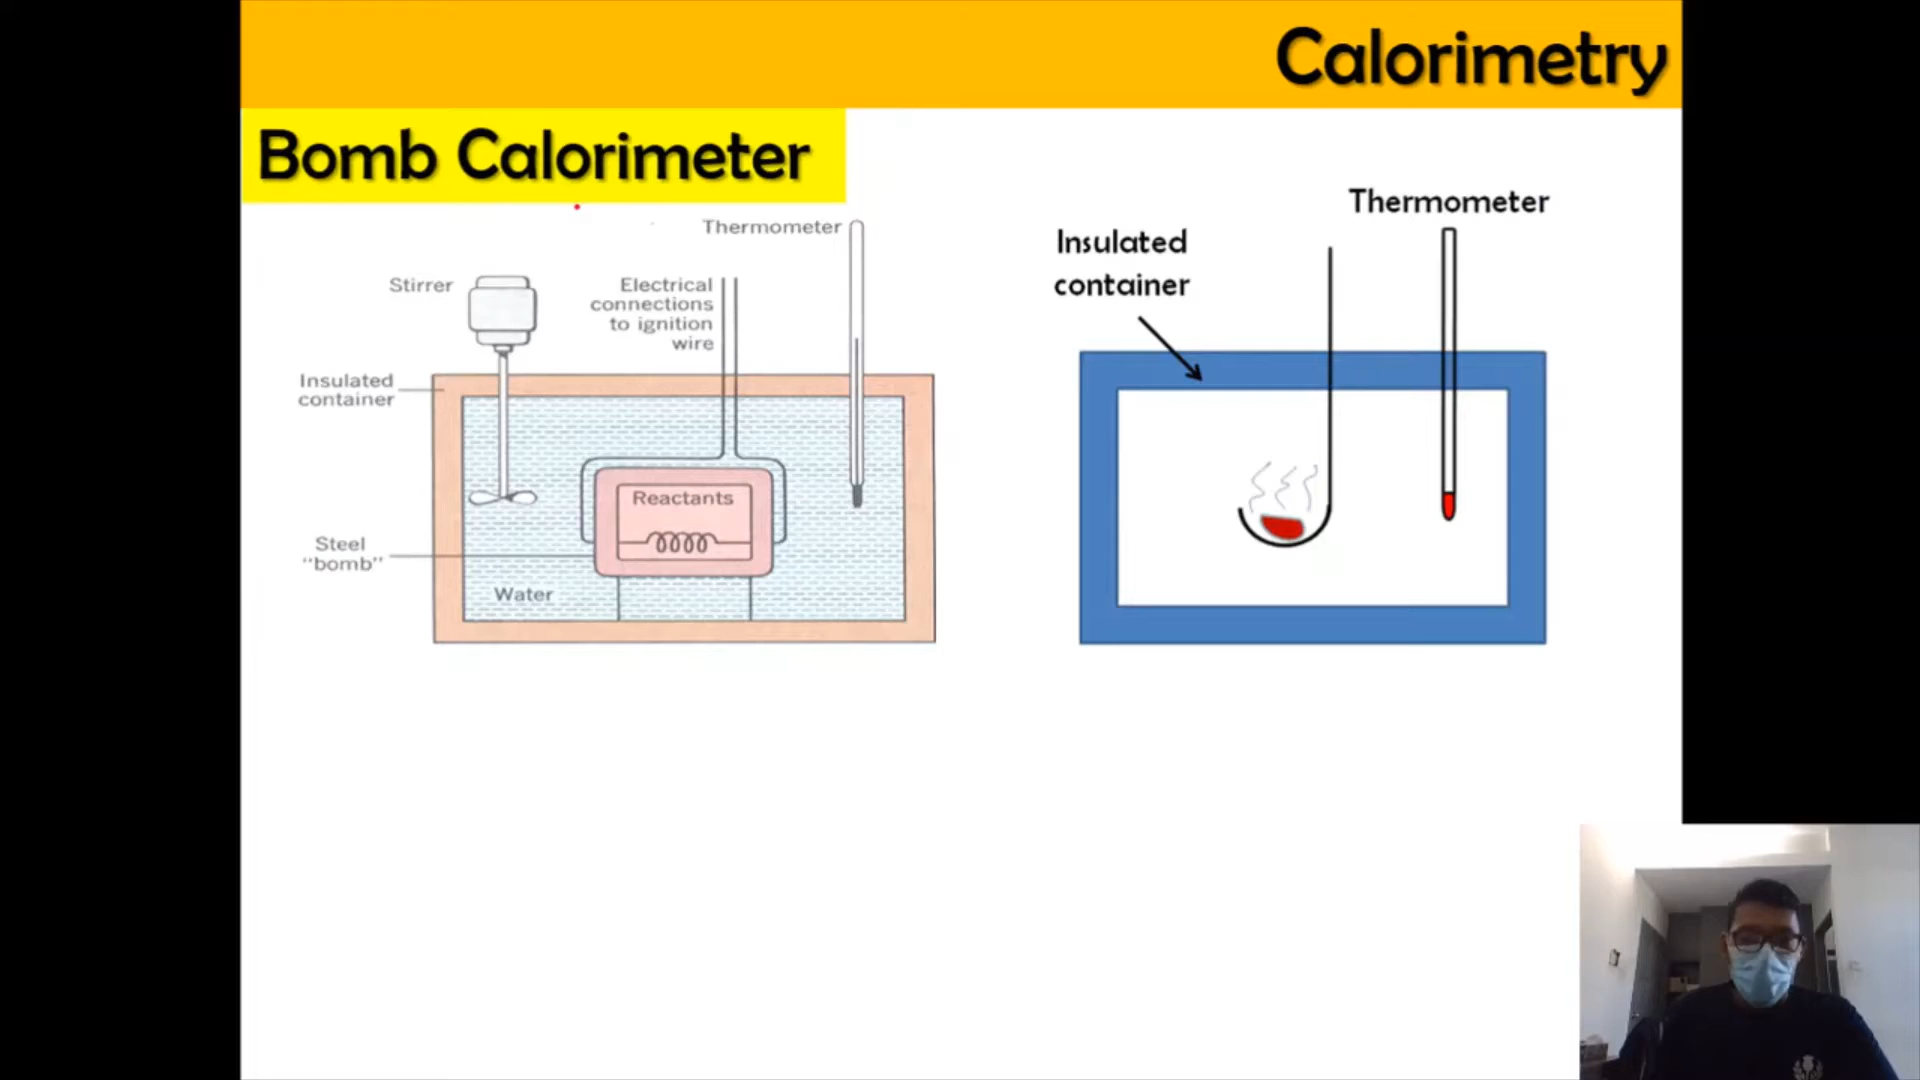 Calorimetry
Bomb Calorimeter
Thermometer
Stirrer
Electrical
connections
to ignition
wire
Insulated
container
Reactants
Steel
"bomb"
Water
Thermometer
Insulated
container